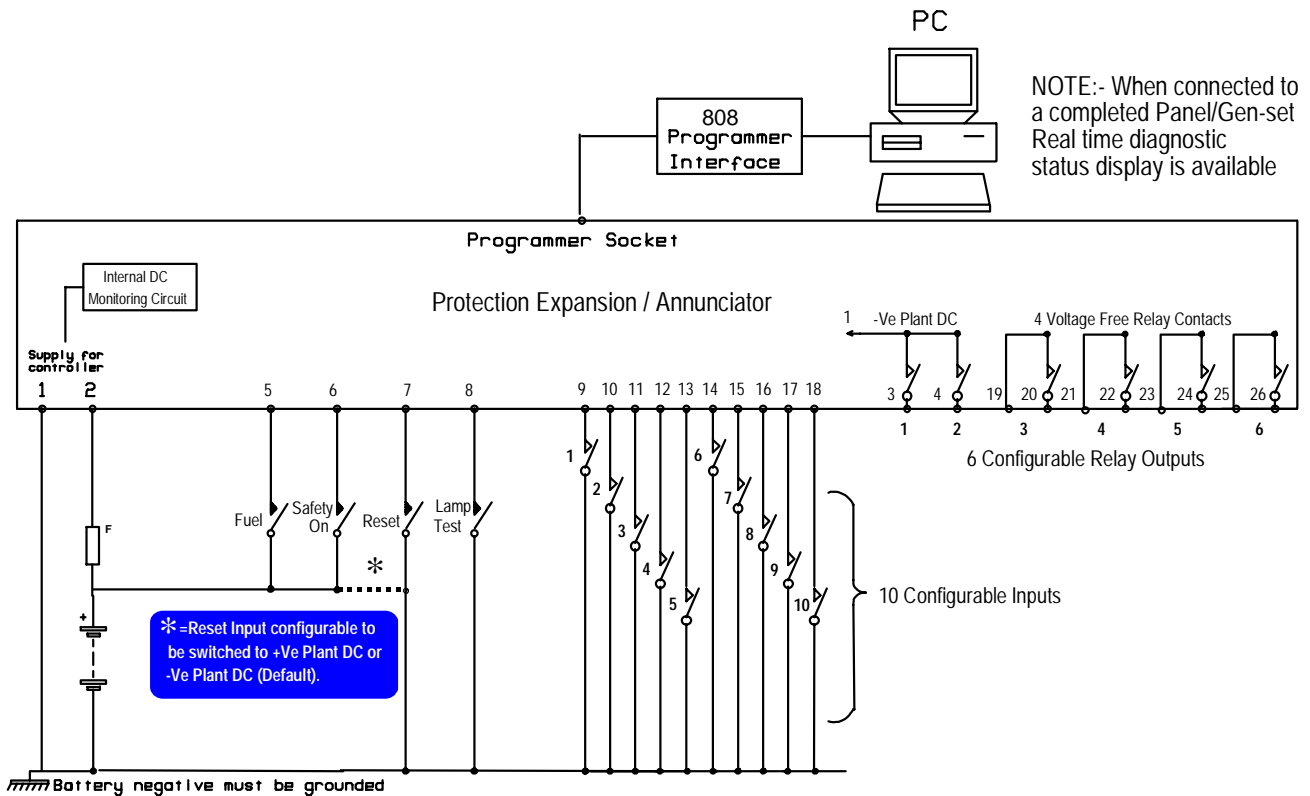 PC
NOTE:- When connected to
a completed Panel/Gen-set
Real time diagnostic
status display is available
808
Programmer
Interface
Programmer Socket
Internal DC
Monitoring Circuit
Protection Expansion / Annunciator
1 -Ve Plant DC 4 Voltage Free Relay Contacts
Supply for
controller
1 2 5 6 7 8 9 10 11 12 13 14 15 16 17 18
3 4 19 20 21 22 23 24 25 26
1 2 3 4 5 6
6 Configurable Relay Outputs
1 2 3 4 5 6 7 8 9 10
10 Configurable Inputs
F
Fuel
Safety
On
Reset
Lamp
Test
*
+
*=Reset Input configurable to
be switched to +Ve Plant DC or
-Ve Plant DC (Default).
Battery negative must be grounded